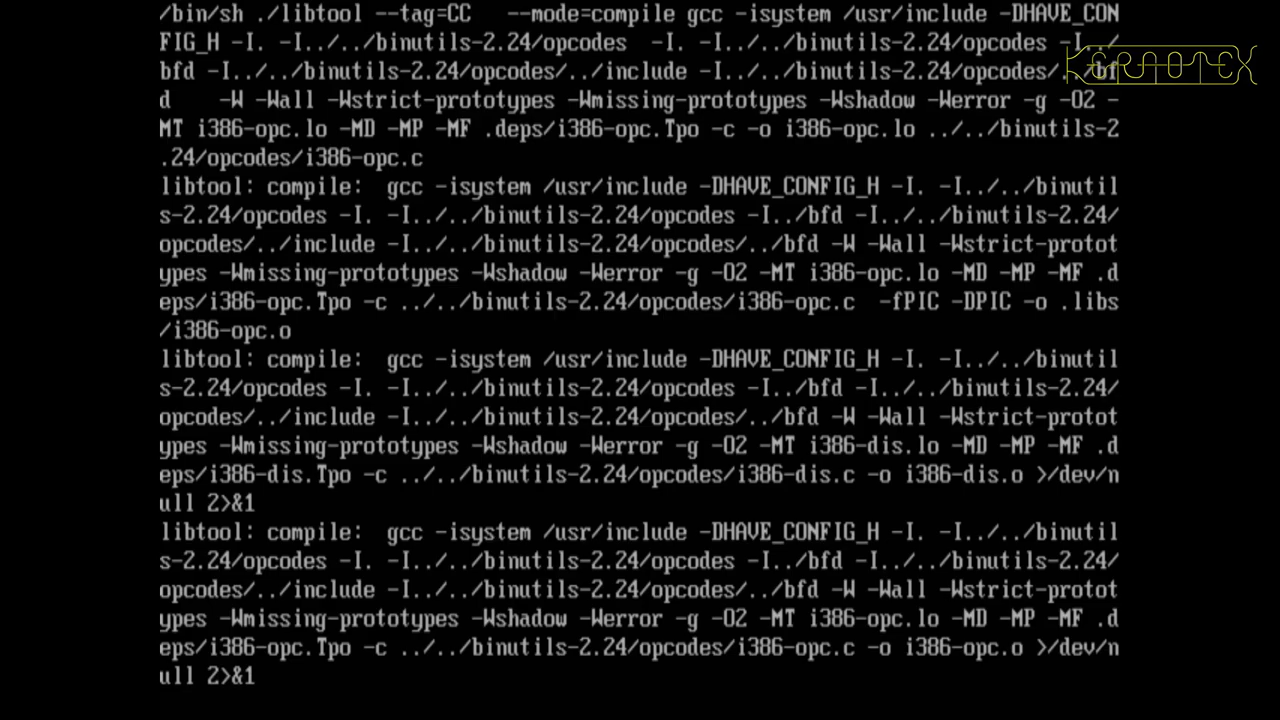 /bin/sh ./libtool --tag=CC   --mode=compile gcc -isystem /usr/include -DHAVE_CON
FIG_H -I. -I../../binutils-2.24/opcodes  -I. -I../../binutils-2.24/opcodes -I../
bfd -I../../binutils-2.24/opcodes/../include -I../../binutils-2.24/opcodes/../bf
d    -W -Wall -Wstrict-prototypes -Wmissing-prototypes -Wshadow -Werror -g -O2 -
MT i386-opc.lo -MD -MP -MF .deps/i386-opc.Tpo -c -o i386-opc.lo ../../binutils-2
.24/opcodes/i386-opc.c
libtool: compile:  gcc -isystem /usr/include -DHAVE_CONFIG_H -I. -I../../binutil
s-2.24/opcodes -I. -I../../binutils-2.24/opcodes -I../bfd -I../../binutils-2.24/
opcodes/../include -I../../binutils-2.24/opcodes/../bfd -W -Wall -Wstrict-protot
ypes -Wmissing-prototypes -Wshadow -Werror -g -O2 -MT i386-opc.lo -MD -MP -MF .d
eps/i386-opc.Tpo -c ../../binutils-2.24/opcodes/i386-opc.c  -fPIC -DPIC -o .libs
/i386-opc.o
libtool: compile:  gcc -isystem /usr/include -DHAVE_CONFIG_H -I. -I../../binutil
s-2.24/opcodes -I. -I../../binutils-2.24/opcodes -I../bfd -I../../binutils-2.24/
opcodes/../include -I../../binutils-2.24/opcodes/../bfd -W -Wall -Wstrict-protot
ypes -Wmissing-prototypes -Wshadow -Werror -g -O2 -MT i386-dis.lo -MD -MP -MF .d
eps/i386-dis.Tpo -c ../../binutils-2.24/opcodes/i386-dis.c -o i386-dis.o >/dev/n
ull 2>&1
libtool: compile:  gcc -isystem /usr/include -DHAVE_CONFIG_H -I. -I../../binutil
s-2.24/opcodes -I. -I../../binutils-2.24/opcodes -I../bfd -I../../binutils-2.24/
opcodes/../include -I../../binutils-2.24/opcodes/../bfd -W -Wall -Wstrict-protot
ypes -Wmissing-prototypes -Wshadow -Werror -g -O2 -MT i386-opc.lo -MD -MP -MF .d
eps/i386-opc.Tpo -c ../../binutils-2.24/opcodes/i386-opc.c -o i386-opc.o >/dev/n
ull 2>&1